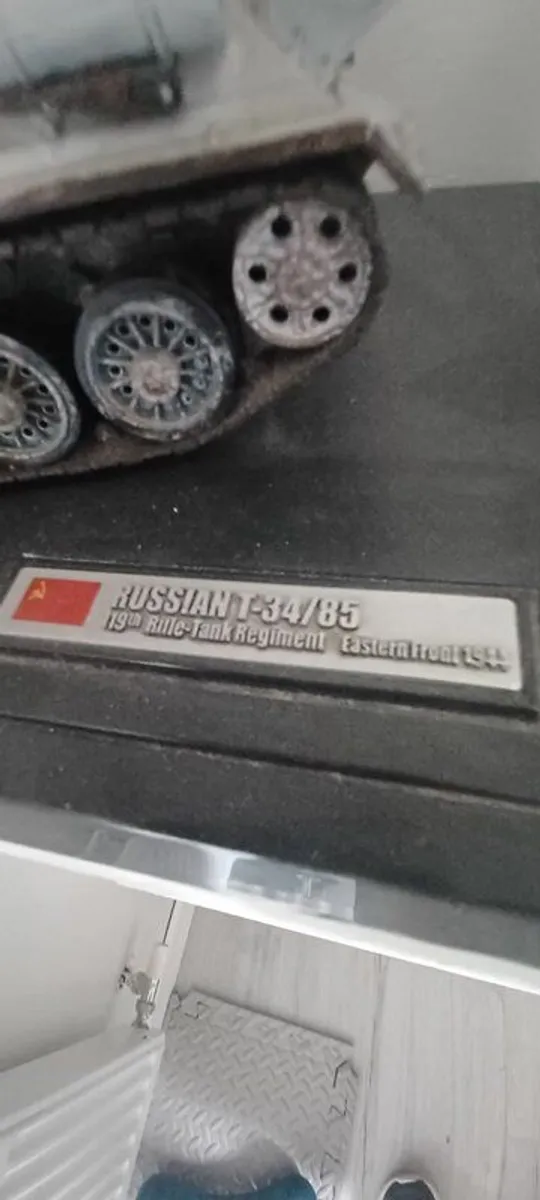 RUSSIAN T-34/85
19th Rifle-Tank Regiment Eastern Front 1944